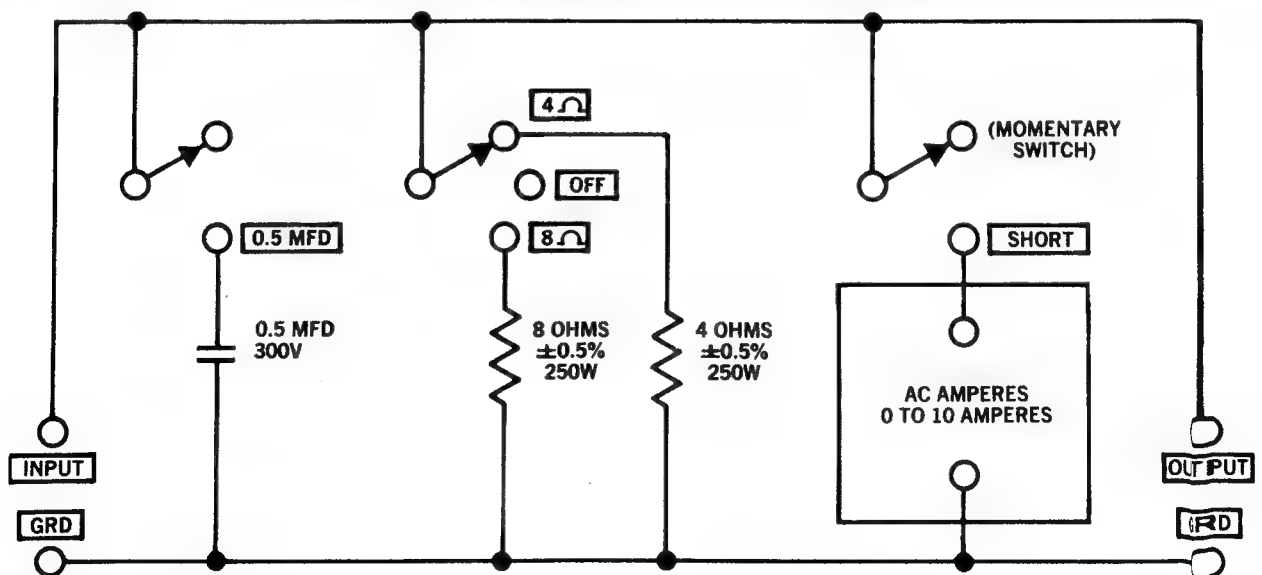 4Ω
(MOMENTARY
SWITCH)
OFF
0.5 MFD
8Ω
SHORT
0.5 MFD
300V
8 OHMS
±0.5%
250W
4 OHMS
±0.5%
250W
AC AMPERES
0 TO 10 AMPERES
INPUT
OUTPUT
GRD
GRD